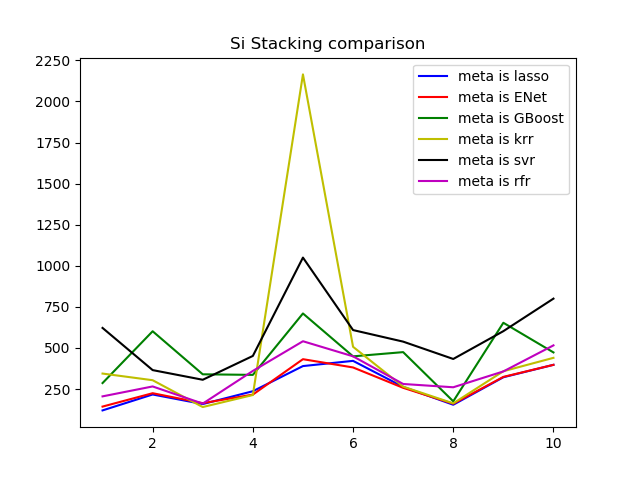 Si Stacking comparison
2250
2000
1750
1500
1250
1000
750
500
250
2 4 6 8 10
meta is lasso
meta is ENet
meta is GBoost
meta is krr
meta is svr
meta is rfr